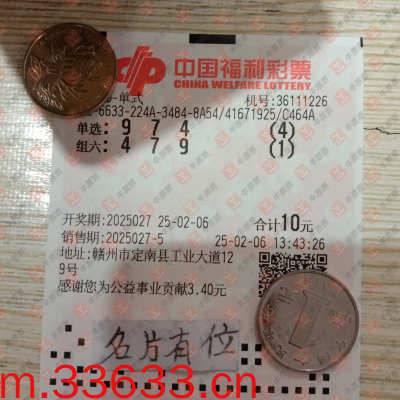 中国福利彩票
CHINA WELFARE LOTTERY
-单式 机号:36111226
-6633-224A-3484-8A54/41671925/C464A
单选: 9 7 4 (4)
组六: 4 7 9 (1)
开奖期:2025027 25-02-06 合计10元
销售期:2025027-5 25-02-06 13:43:26
地址:赣州市定南县工业大道12
9号
感谢您为公益事业贡献3.40元
名片有位
m.33633.cn